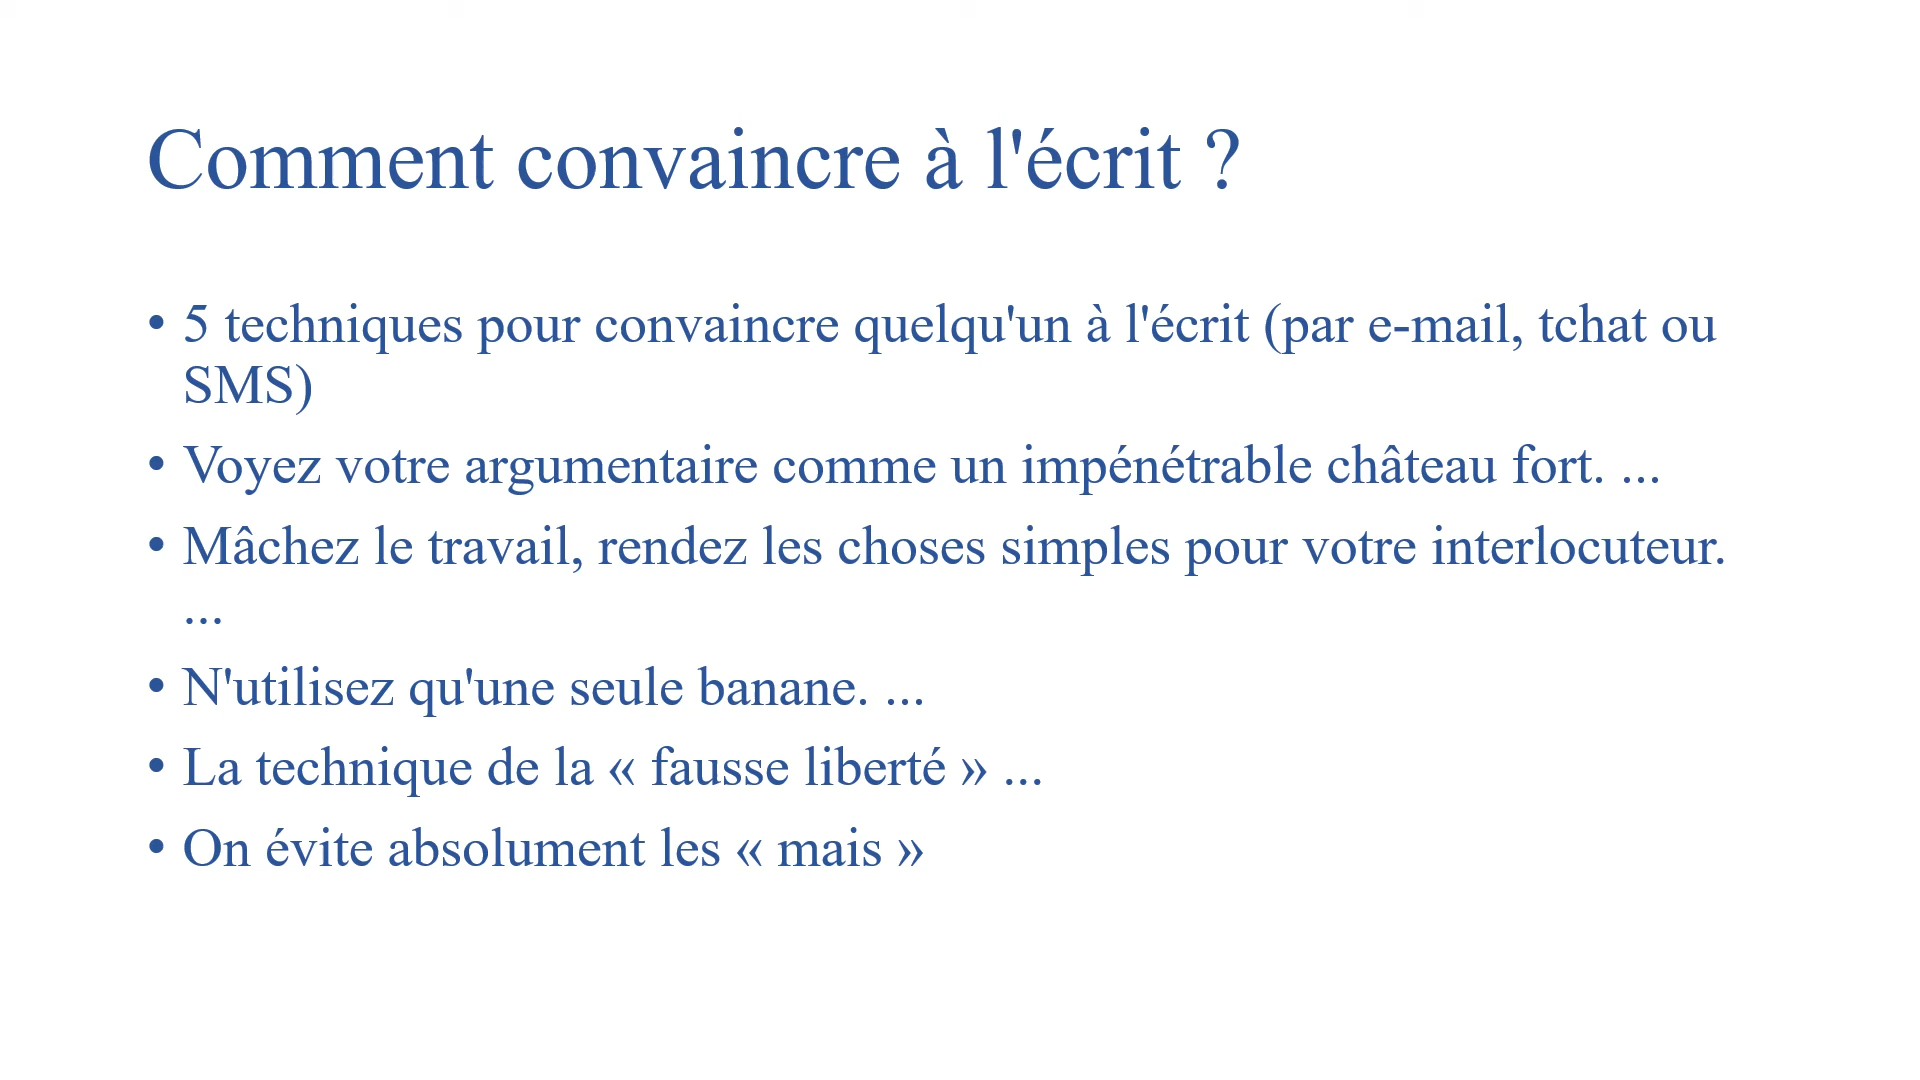 Comment convaincre à l'écrit ?
• 5 techniques pour convaincre quelqu'un à l'écrit (par e-mail, tchat ou
SMS)
• Voyez votre argumentaire comme un impénétrable château fort. ...
• Mâchez le travail, rendez les choses simples pour votre interlocuteur.
...
• N'utilisez qu'une seule banane. ...
• La technique de la « fausse liberté » ...
• On évite absolument les « mais »